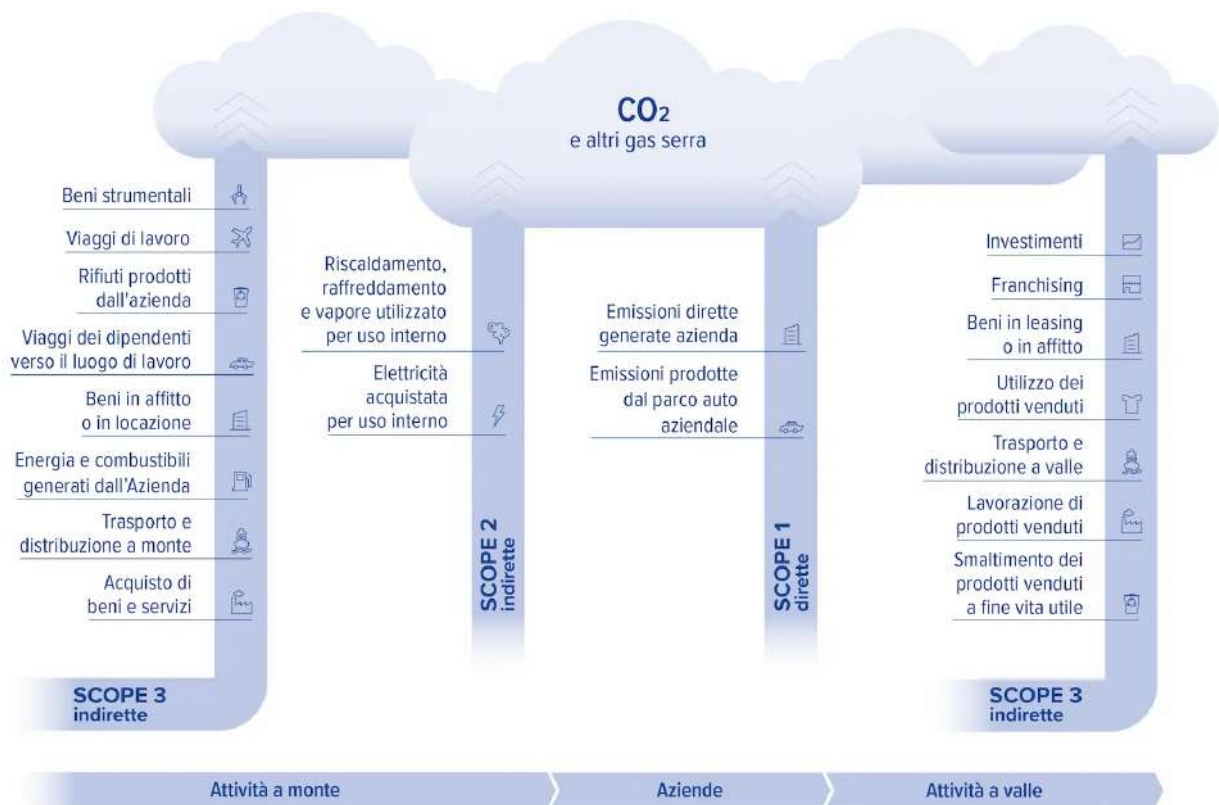 CO2
e altri gas serra
Beni strumentali
Viaggi di lavoro
Rifiuti prodotti
dall'azienda
Viaggi dei dipendenti
verso il luogo di lavoro
Beni in affitto
o in locazione
Energia e combustibili
generati dall'Azienda
Trasporto e
distribuzione a monte
Acquisto di
beni e servizi
SCOPE 3
indirette
Riscaldamento,
raffreddamento
e vapore utilizzato
per uso interno
Elettricità
acquistata
per uso interno
SCOPE 2
indirette
Emissioni dirette
generate azienda
Emissioni prodotte
dal parco auto
aziendale
SCOPE 1
dirette
Investimenti
Franchising
Beni in leasing
o in affitto
Utilizzo dei
prodotti venduti
Trasporto e
distribuzione a valle
Lavorazione di
prodotti venduti
Smaltimento dei
prodotti venduti
a fine vita utile
SCOPE 3
indirette
Attività a monte
Aziende
Attività a valle